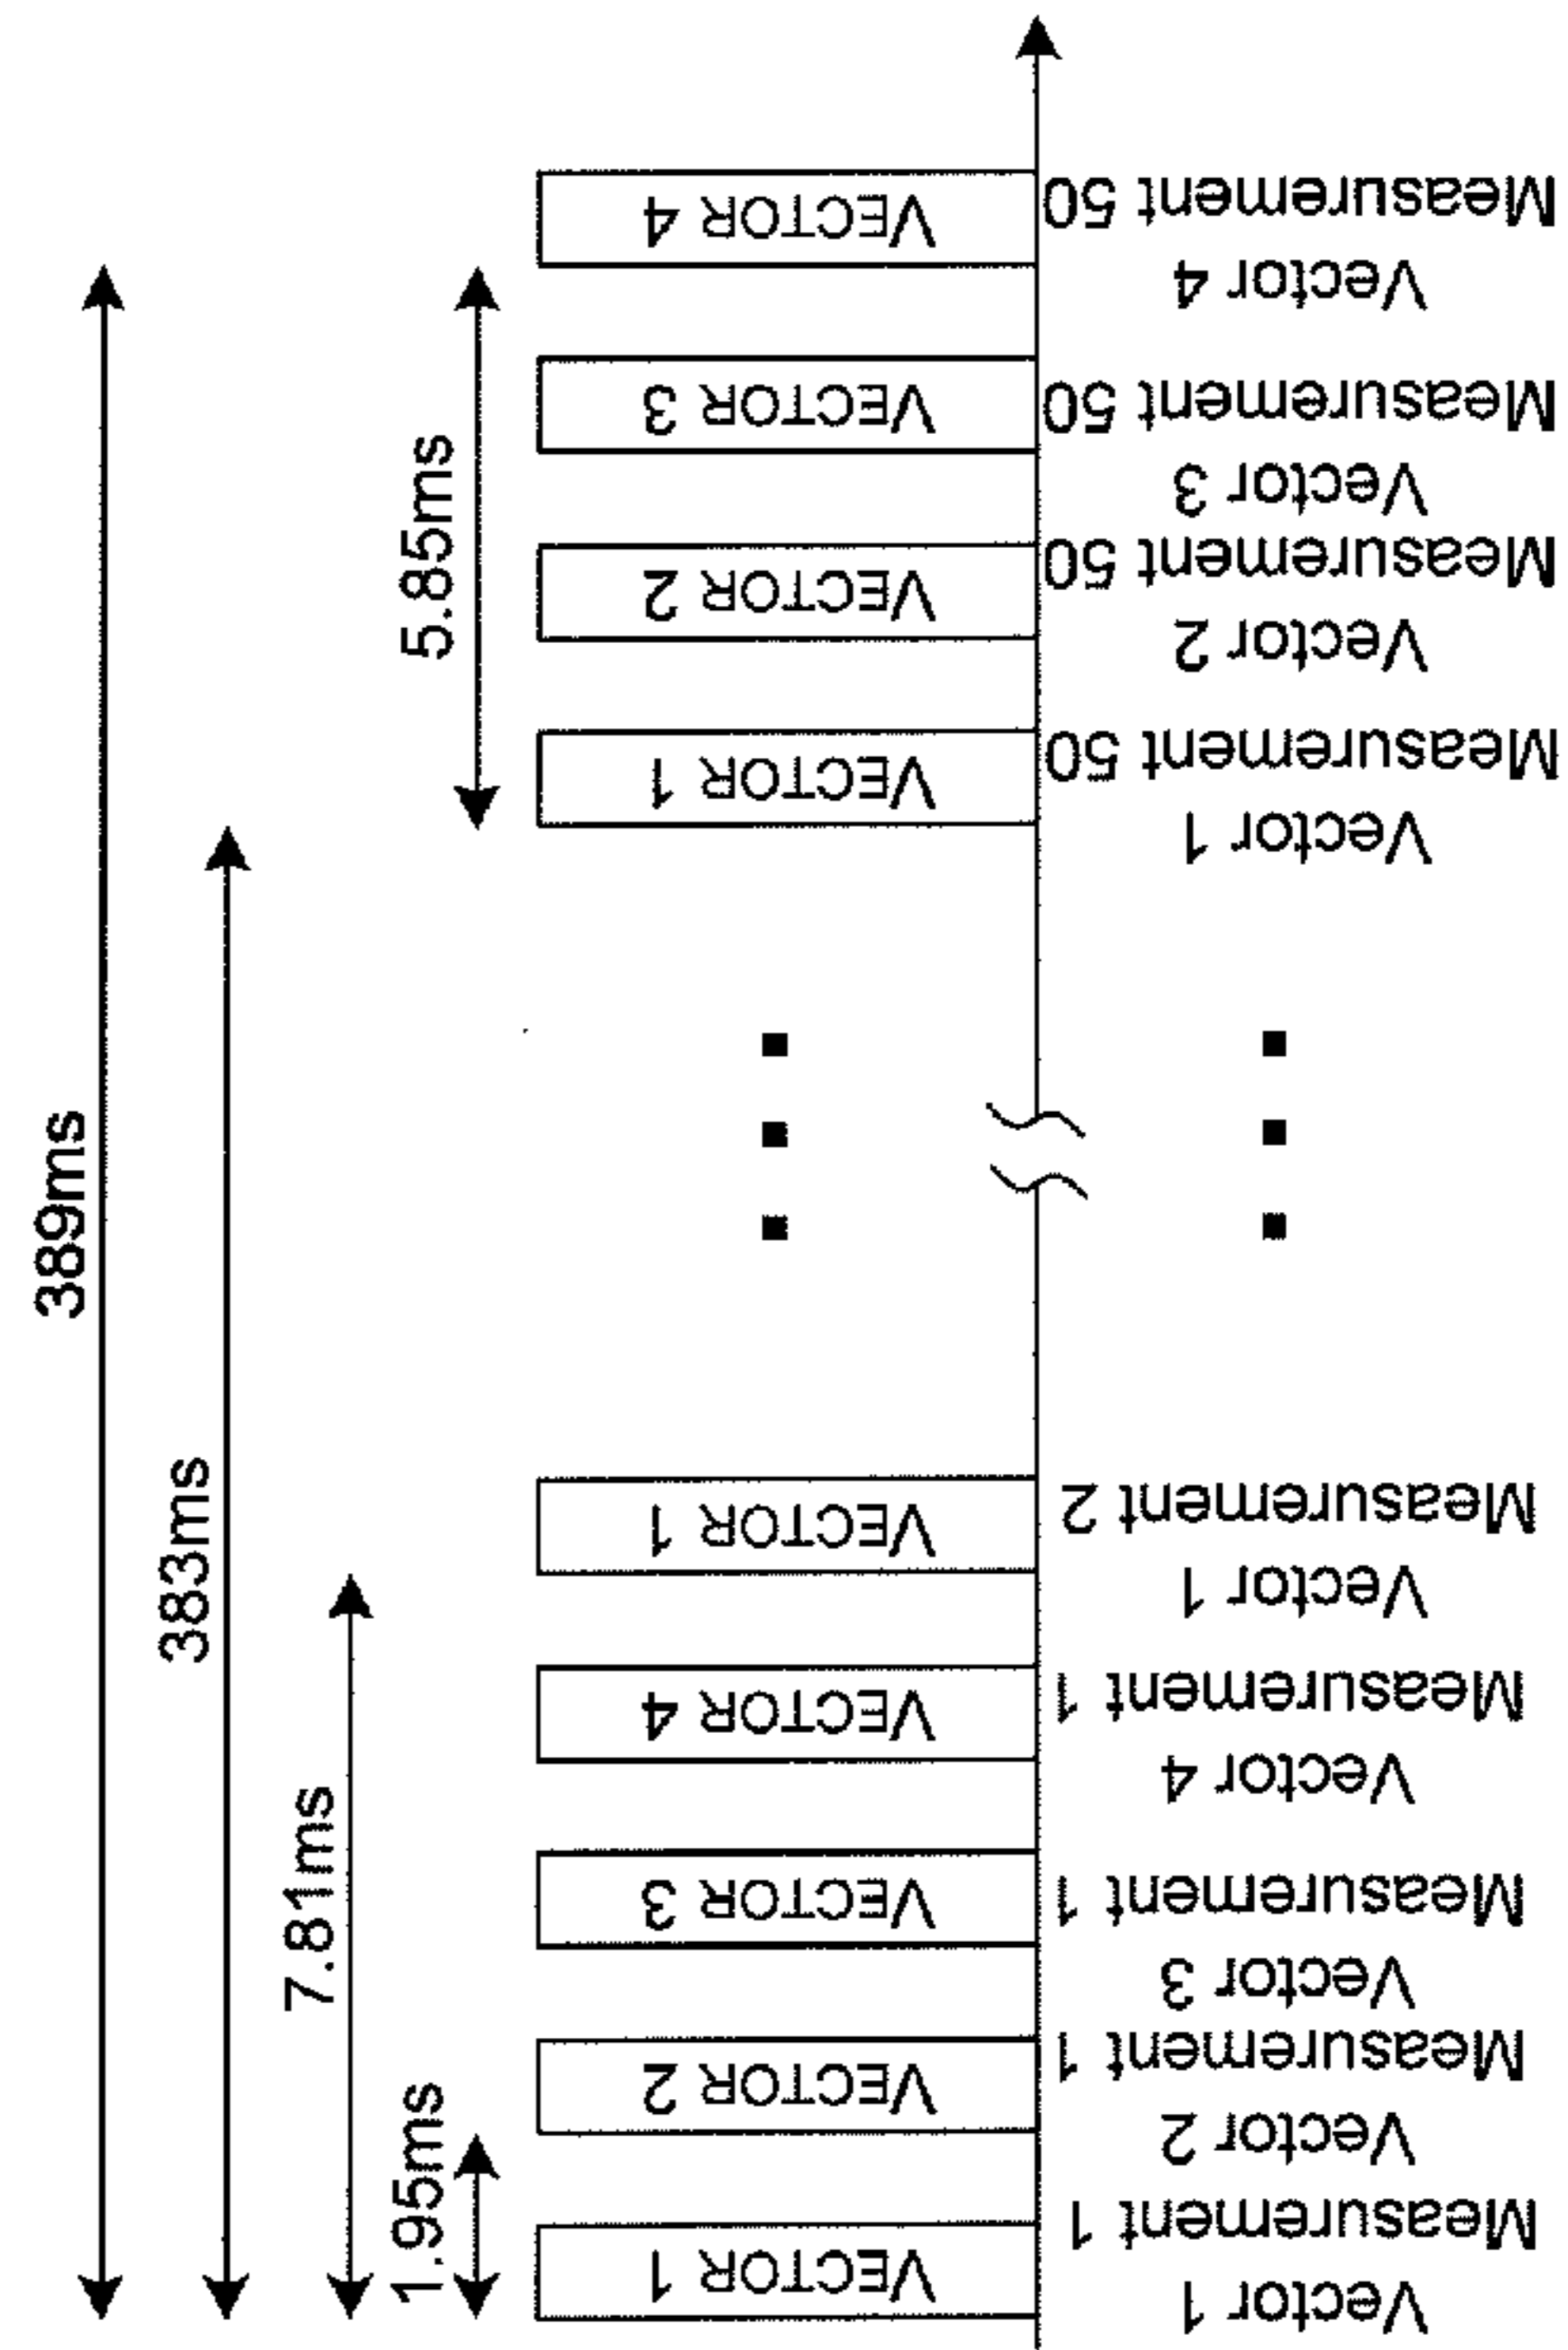 389ms
383ms
7.81ms
1.95ms
5.85ms
VECTOR 1
VECTOR 2
VECTOR 3
VECTOR 4
VECTOR 1
VECTOR 1
VECTOR 2
VECTOR 3
VECTOR 4
Vector 1
Measurement 1
Vector 2
Measurement 1
Vector 3
Measurement 1
Vector 4
Measurement 1
Vector 1
Measurement 2
Vector 1
Measurement 50
Vector 2
Measurement 50
Vector 3
Measurement 50
Vector 4
Measurement 50